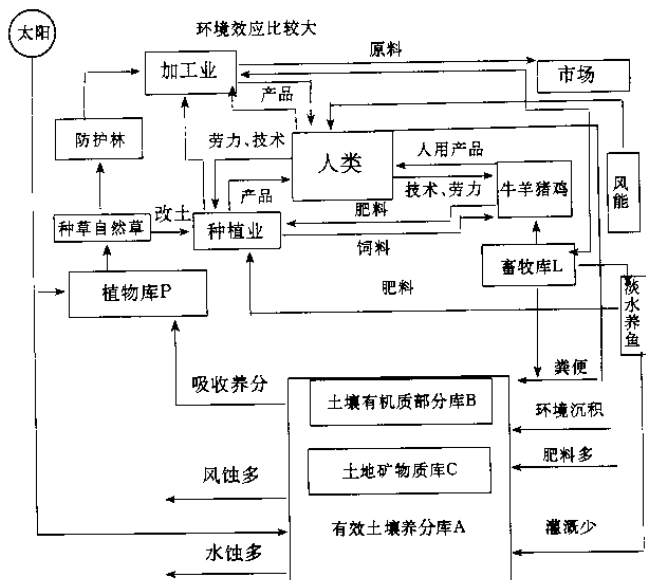 太阳
环境效应比较大
原料
加工业
市场
产品
防护林
劳力、技术
人类
人用产品
风能
技术、劳力
牛羊猪鸡
产品
肥料
改土
种草自然草
种植业
饲料
畜牧库L
植物库P
肥料
淡水养鱼
吸收养分
粪便
土壤有机质部分库B
环境沉积
肥料多
土地矿物质库C
风蚀多
有效土壤养分库A
灌溉少
水蚀多